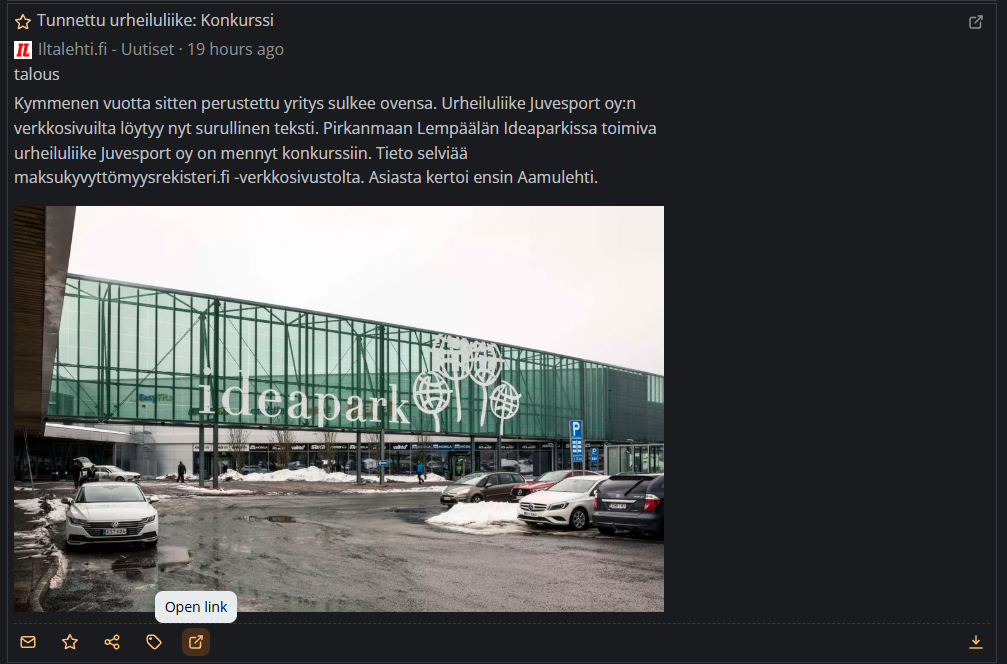 Tunnettu urheiluliike: Konkurssi
IL Iltalehti.fi - Uutiset · 19 hours ago
talous
Kymmenen vuotta sitten perustettu yritys sulkee ovensa. Urheiluliike Juvesport oy:n
verkkosivuilta löytyy nyt surullinen teksti. Pirkanmaan Lempäälän Ideaparkissa toimiva
urheiluliike Juvesport oy on mennyt konkurssiin. Tieto selviää
maksukyvyttömyysrekisteri.fi -verkkosivustolta. Asiasta kertoi ensin Aamulehti.
ideapark
P
Open link